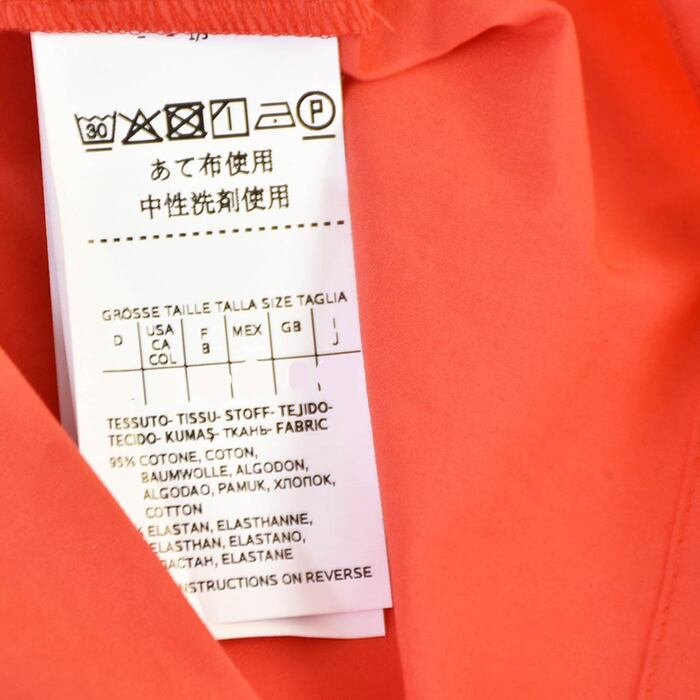 30 P
あて布使用
中性洗剤使用
GRÖSSE TAILLE TALLA SIZE TAGLIA
D USA CA COL F B MEX GB I J
TESSUTO- TISSU- STOFF- TEJIDO-
TECIDO- KUMAŞ- ТКАНЬ- FABRIC
95% COTONE, COTON,
BAUMWOLLE, ALGODON,
ALGODAO, PAMUK, ХЛОПОК,
COTTON
ELASTAN, ELASTHANNE,
ELASTHAN, ELASTANO,
ELASTANE
ON REVERSE